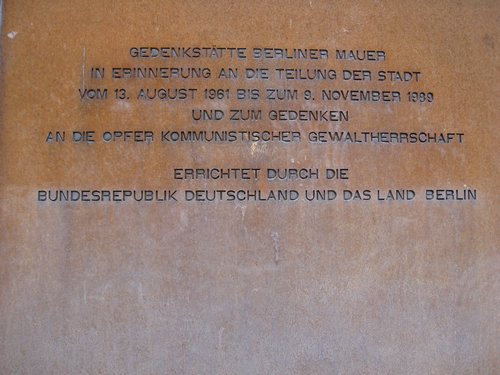 GEDENKSTÄTTE BERLINER MAUER
IN ERINNERUNG AN DIE TEILUNG DER STADT
VOM 13. AUGUST 1961 BIS ZUM 9. NOVEMBER 1989
UND ZUM GEDENKEN
AN DIE OPFER KOMMUNISTISCHER GEWALTHERRSCHAFT
ERRICHTET DURCH DIE
BUNDESREPUBLIK DEUTSCHLAND UND DAS LAND BERLIN